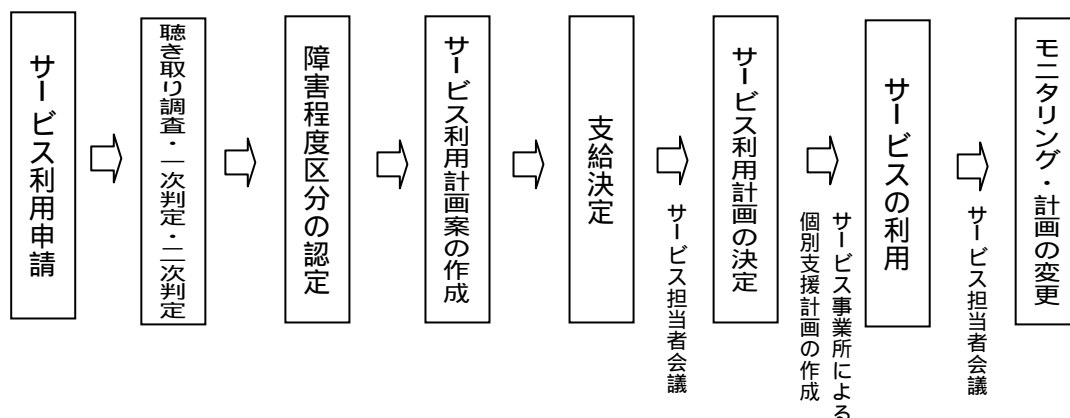 サービス利用申請
聴き取り調査・一次判定・二次判定
障害程度区分の認定
サービス利用計画案の作成
支給決定
サービス担当者会議
サービス利用計画の決定
サービス事業所による
個別支援計画の作成
サービスの利用
サービス担当者会議
モニタリング・計画の変更